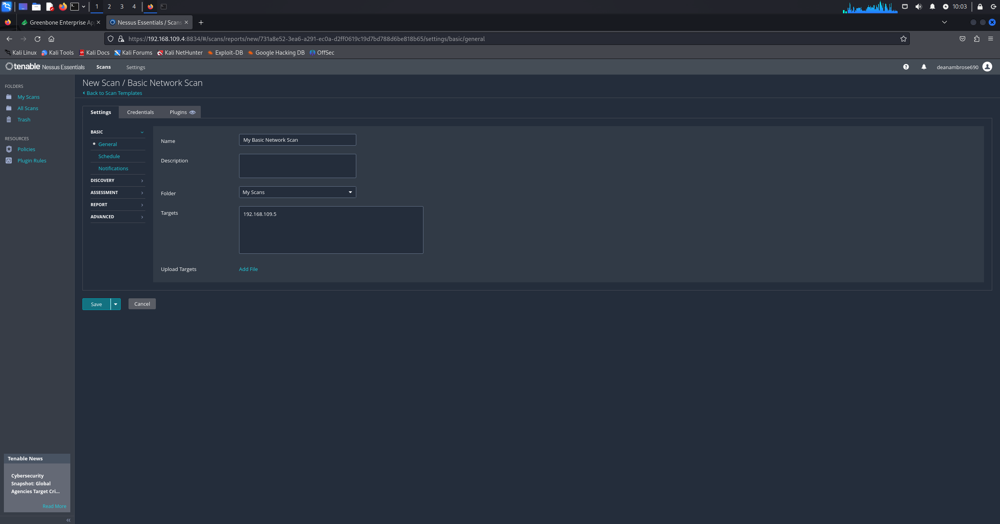 1 2 3 4 10:03
Greenbone Enterprise Ap
Nessus Essentials / Scans
https://192.168.109.4:8834/#/scans/reports/new/731a8e52-3ea6-a291-ec0a-d2ff0619c19d7bd788d6be818b65/settings/basic/general
Kali Linux Kali Tools Kali Docs Kali Forums Kali NetHunter Exploit-DB Google Hacking DB OffSec
tenable Nessus Essentials Scans Settings deanambrose690
FOLDERS
My Scans
All Scans
Trash
RESOURCES
Policies
Plugin Rules
Tenable News
Cybersecurity
Snapshot: Global
Agencies Target Cri...
Read More
New Scan / Basic Network Scan
Back to Scan Templates
Settings Credentials Plugins
BASIC
General
Schedule
Notifications
DISCOVERY
ASSESSMENT
REPORT
ADVANCED
Name My Basic Network Scan
Description
Folder My Scans
Targets 192.168.109.5
Upload Targets Add File
Save Cancel